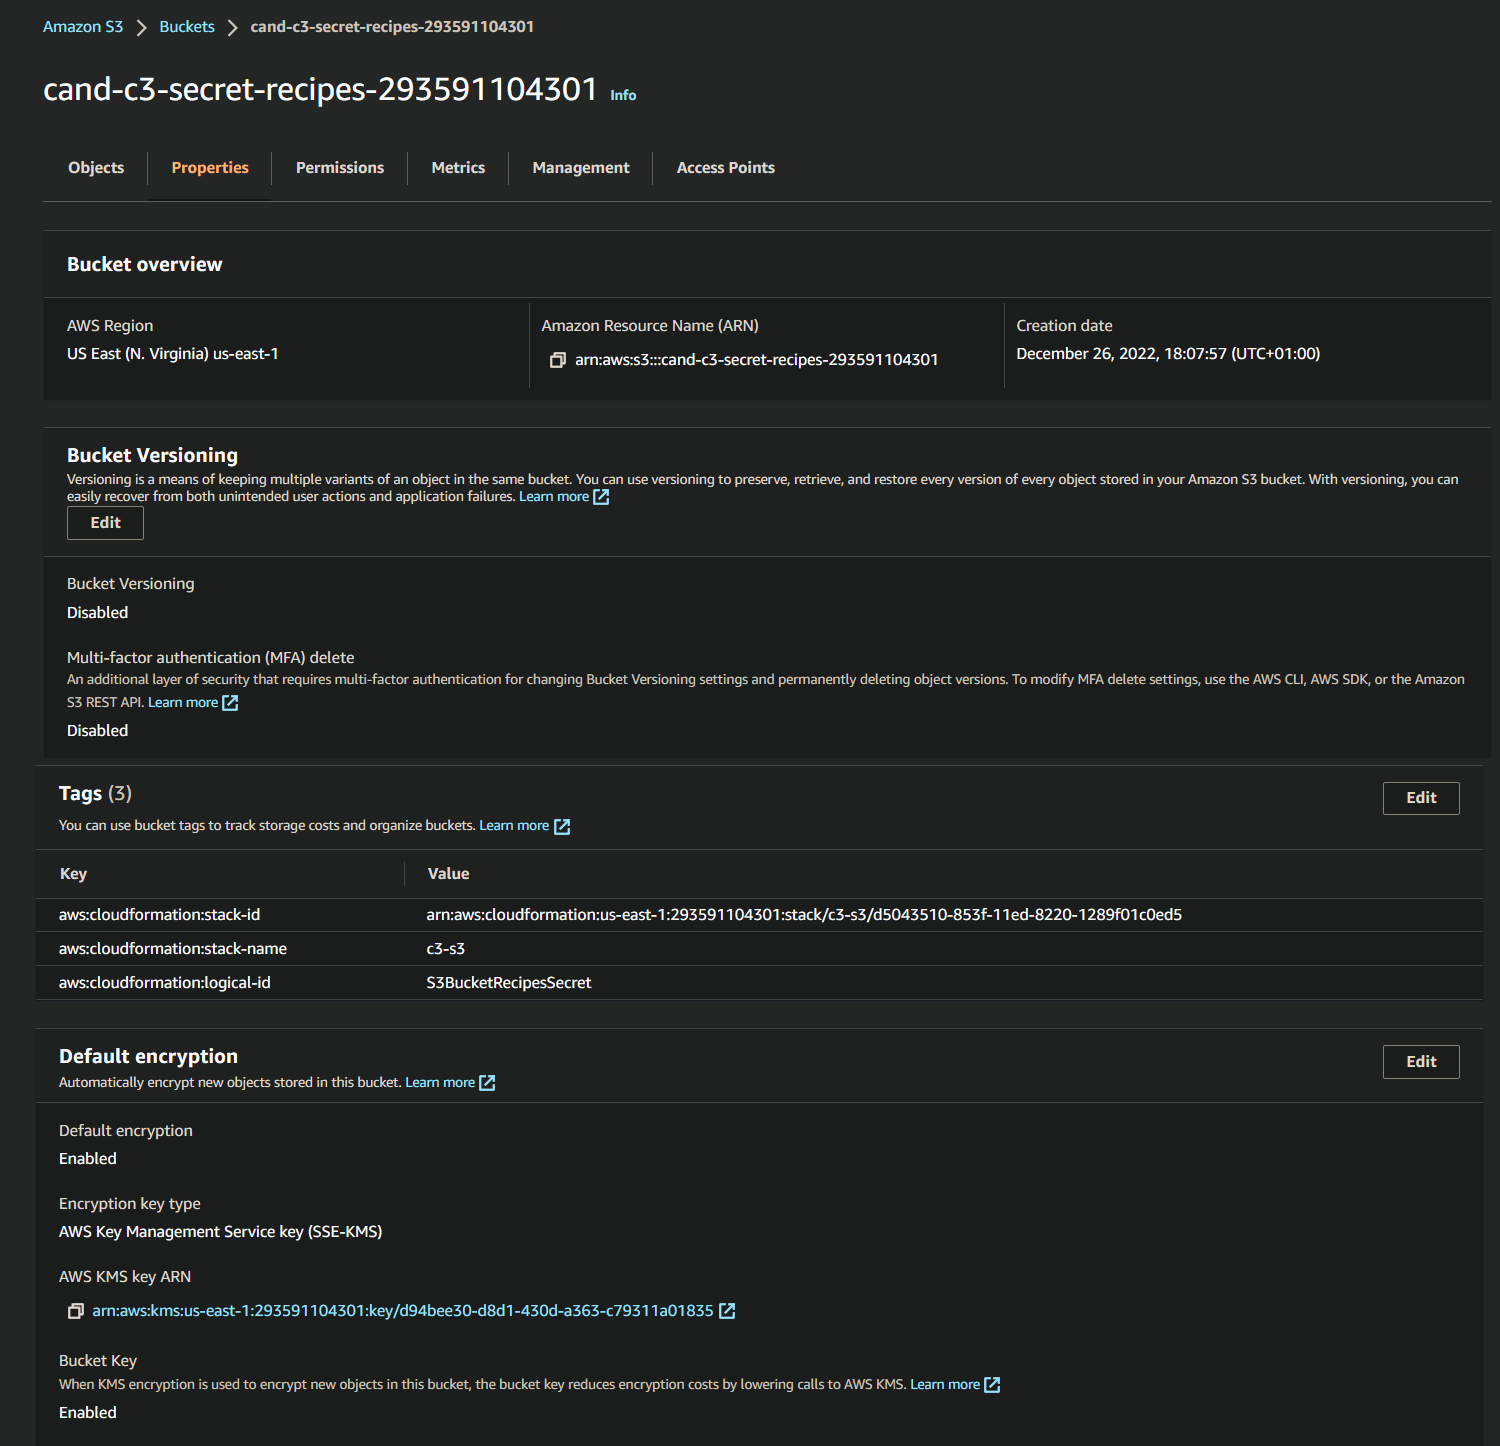 Amazon S3 > Buckets > cand-c3-secret-recipes-293591104301
cand-c3-secret-recipes-293591104301 Info
Objects Properties Permissions Metrics Management Access Points
Bucket overview
AWS Region
US East (N. Virginia) us-east-1
Amazon Resource Name (ARN)
arn:aws:s3:::cand-c3-secret-recipes-293591104301
Creation date
December 26, 2022, 18:07:57 (UTC+01:00)
Bucket Versioning
Versioning is a means of keeping multiple variants of an object in the same bucket. You can use versioning to preserve, retrieve, and restore every version of every object stored in your Amazon S3 bucket. With versioning, you can
easily recover from both unintended user actions and application failures. Learn more
Edit
Bucket Versioning
Disabled
Multi-factor authentication (MFA) delete
An additional layer of security that requires multi-factor authentication for changing Bucket Versioning settings and permanently deleting object versions. To modify MFA delete settings, use the AWS CLI, AWS SDK, or the Amazon
S3 REST API. Learn more
Disabled
Tags (3)
Edit
You can use bucket tags to track storage costs and organize buckets. Learn more
Key Value
aws:cloudformation:stack-id arn:aws:cloudformation:us-east-1:293591104301:stack/c3-s3/d5043510-853f-11ed-8220-1289f01c0ed5
aws:cloudformation:stack-name c3-s3
aws:cloudformation:logical-id S3BucketRecipesSecret
Default encryption
Edit
Automatically encrypt new objects stored in this bucket. Learn more
Default encryption
Enabled
Encryption key type
AWS Key Management Service key (SSE-KMS)
AWS KMS key ARN
arn:aws:kms:us-east-1:293591104301:key/d94bee30-d8d1-430d-a363-c79311a01835
Bucket Key
When KMS encryption is used to encrypt new objects in this bucket, the bucket key reduces encryption costs by lowering calls to AWS KMS. Learn more
Enabled